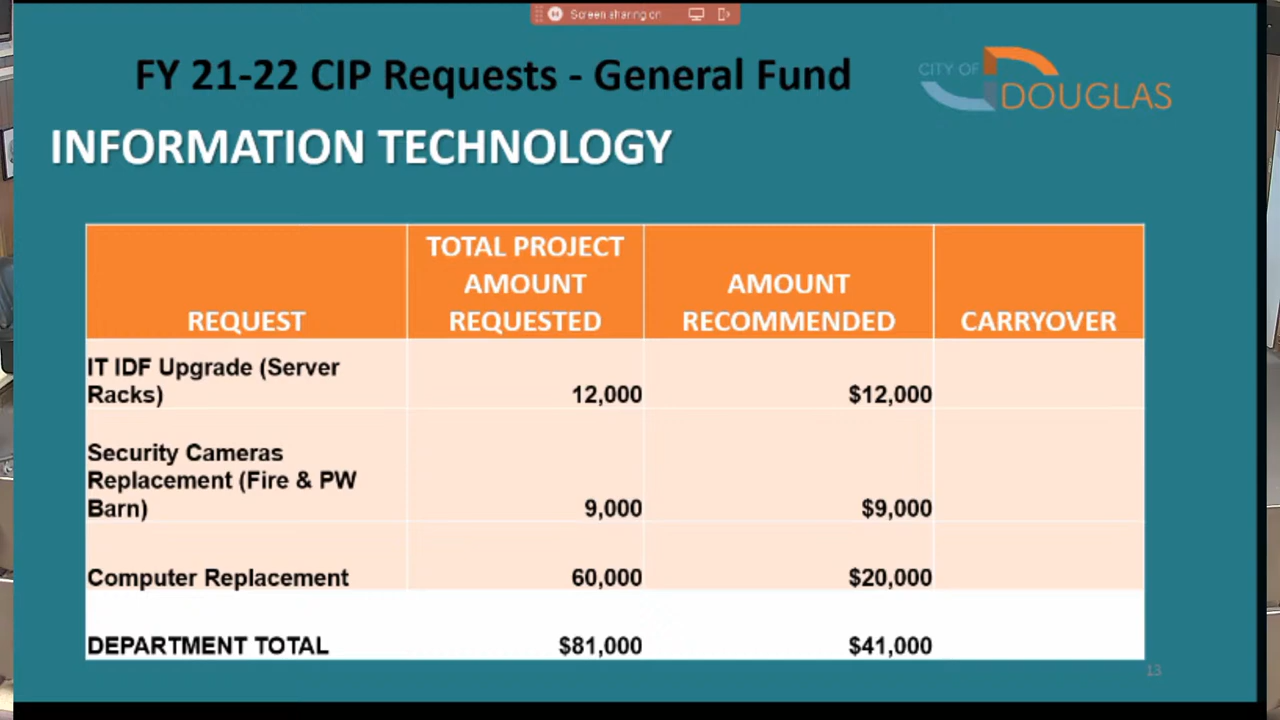 Screen sharing on
FY 21-22 CIP Requests - General Fund
CITY OF
DOUGLAS
INFORMATION TECHNOLOGY
REQUEST
TOTAL PROJECT
AMOUNT
REQUESTED
AMOUNT
RECOMMENDED
CARRYOVER
IT IDF Upgrade (Server
Racks)
12,000
$12,000
Security Cameras
Replacement (Fire & PW
Barn)
9,000
$9,000
Computer Replacement
60,000
$20,000
DEPARTMENT TOTAL
$81,000
$41,000
13